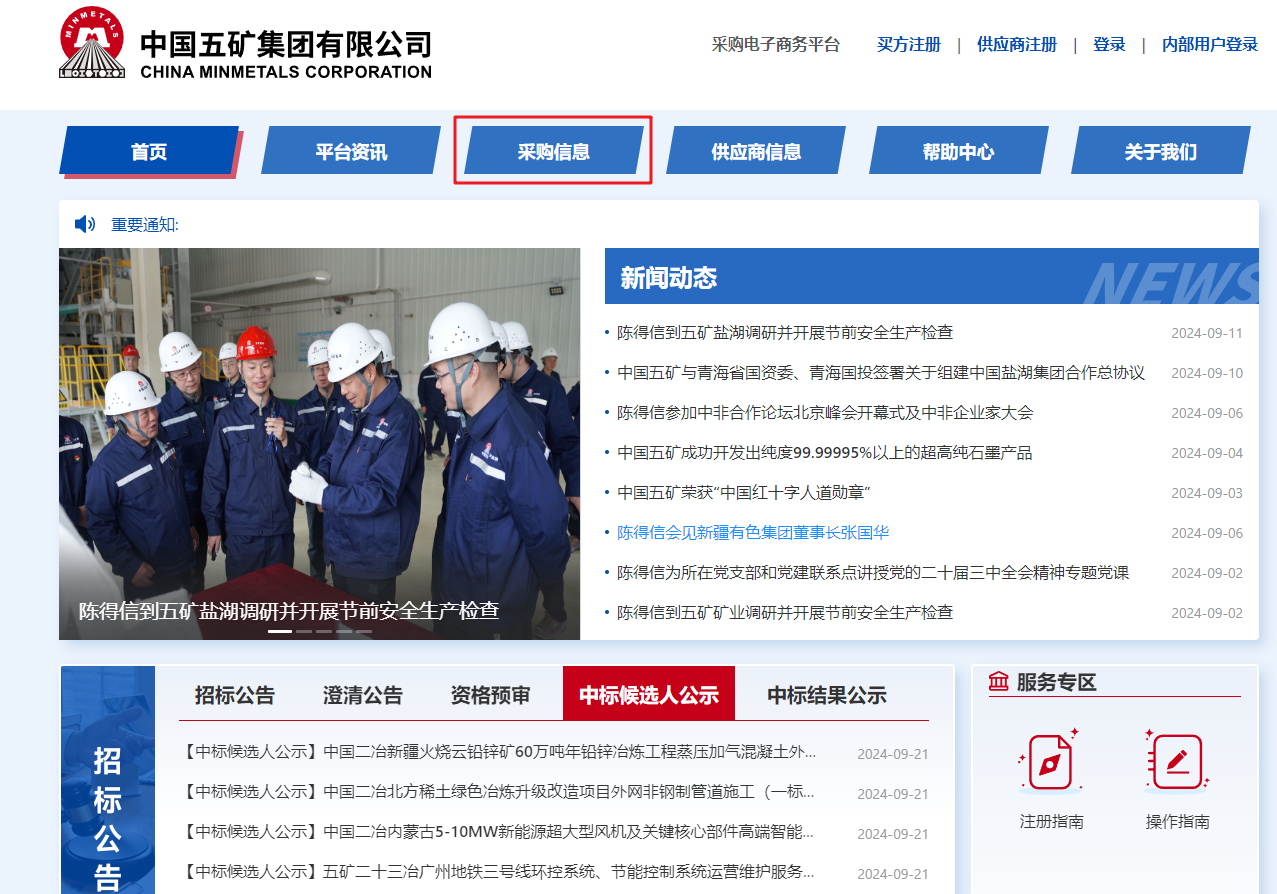 MINMETALS
中国五矿集团有限公司
CHINA MINMETALS CORPORATION
采购电子商务平台 买方注册 | 供应商注册 | 登录 | 内部用户登录
首页 平台资讯 采购信息 供应商信息 帮助中心 关于我们
重要通知:
新闻动态 NEWS
陈得信到五矿盐湖调研并开展节前安全生产检查 2024-09-11
中国五矿与青海省国资委、青海国投签署关于组建中国盐湖集团合作总协议 2024-09-10
陈得信参加中非合作论坛北京峰会开幕式及中非企业家大会 2024-09-06
中国五矿成功开发出纯度99.99995%以上的超高纯石墨产品 2024-09-04
中国五矿荣获“中国红十字人道勋章” 2024-09-03
陈得信会见新疆有色集团董事长张国华 2024-09-06
陈得信为所在党支部和党建联系点讲授党的二十届三中全会精神专题党课 2024-09-02
陈得信到五矿矿业调研并开展节前安全生产检查 2024-09-02
陈得信到五矿盐湖调研并开展节前安全生产检查
招标公告
招标公告 澄清公告 资格预审 中标候选人公示 中标结果公示
【中标候选人公示】中国二冶新疆火烧云铅锌矿60万吨年铅锌冶炼工程蒸压加气混凝土外... 2024-09-21
【中标候选人公示】中国二冶北方稀土绿色冶炼升级改造项目外网非钢制管道施工（一标... 2024-09-21
【中标候选人公示】中国二冶内蒙古5-10MW新能源超大型风机及关键核心部件高端智能... 2024-09-21
【中标候选人公示】五矿二十三冶广州地铁三号线环控系统、节能控制系统运营维护服务... 2024-09-21
服务专区
注册指南 操作指南